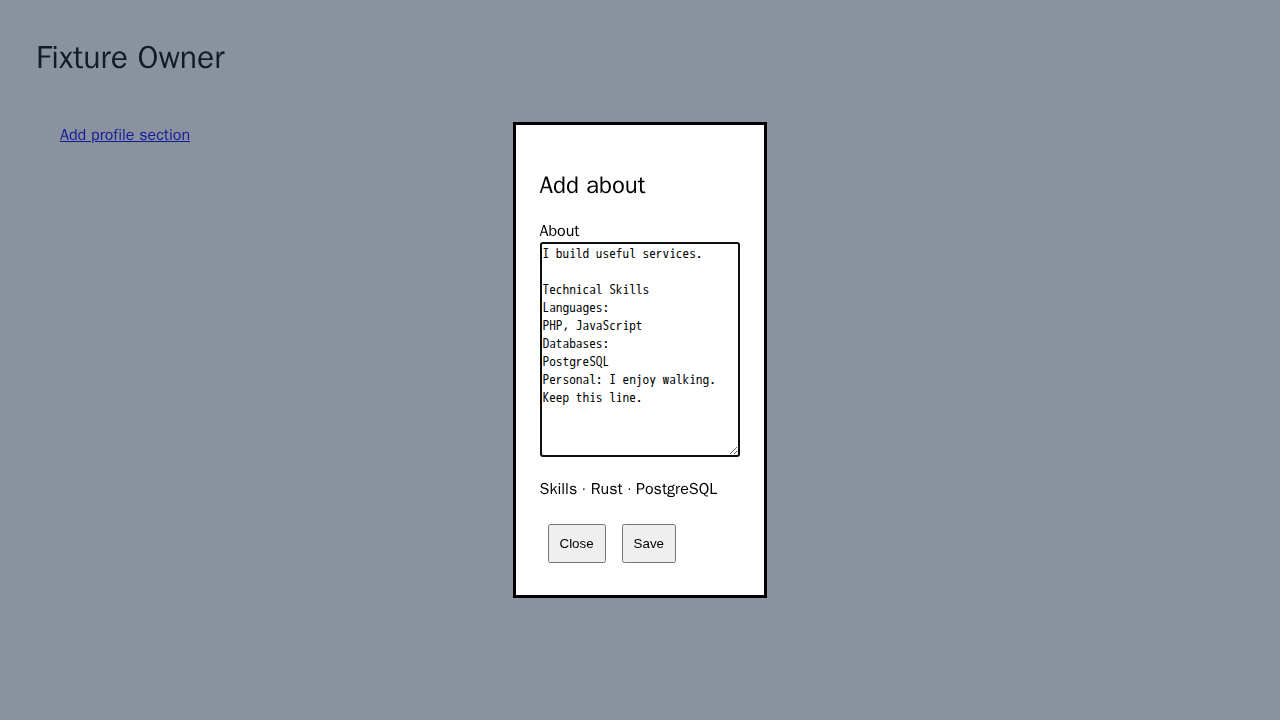 Fixture Owner
Add profile section
Add about
About
I build useful services.

Technical Skills
Languages:
PHP, JavaScript
Databases:
PostgreSQL
Personal: I enjoy walking.
Keep this line.
Skills · Rust · PostgreSQL
Close Save